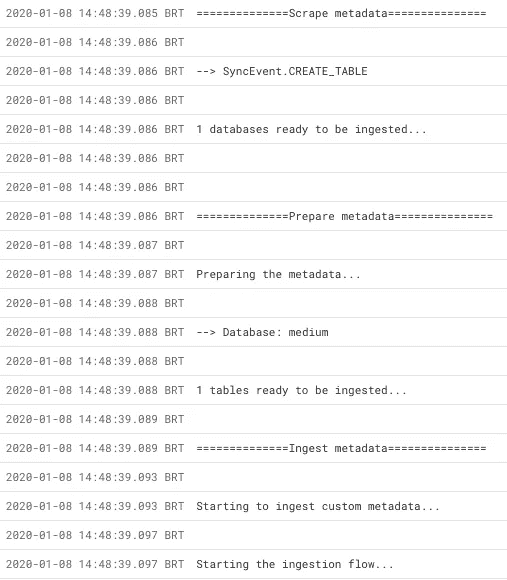 2020-01-08 14:48:39.085 BRT ==============Scrape metadata===============
2020-01-08 14:48:39.086 BRT
2020-01-08 14:48:39.086 BRT --> SyncEvent.CREATE_TABLE
2020-01-08 14:48:39.086 BRT
2020-01-08 14:48:39.086 BRT 1 databases ready to be ingested...
2020-01-08 14:48:39.086 BRT
2020-01-08 14:48:39.086 BRT
2020-01-08 14:48:39.086 BRT ==============Prepare metadata===============
2020-01-08 14:48:39.087 BRT
2020-01-08 14:48:39.087 BRT Preparing the metadata...
2020-01-08 14:48:39.088 BRT
2020-01-08 14:48:39.088 BRT --> Database: medium
2020-01-08 14:48:39.088 BRT
2020-01-08 14:48:39.088 BRT 1 tables ready to be ingested...
2020-01-08 14:48:39.089 BRT
2020-01-08 14:48:39.089 BRT ==============Ingest metadata===============
2020-01-08 14:48:39.093 BRT
2020-01-08 14:48:39.093 BRT Starting to ingest custom metadata...
2020-01-08 14:48:39.097 BRT
2020-01-08 14:48:39.097 BRT Starting the ingestion flow...